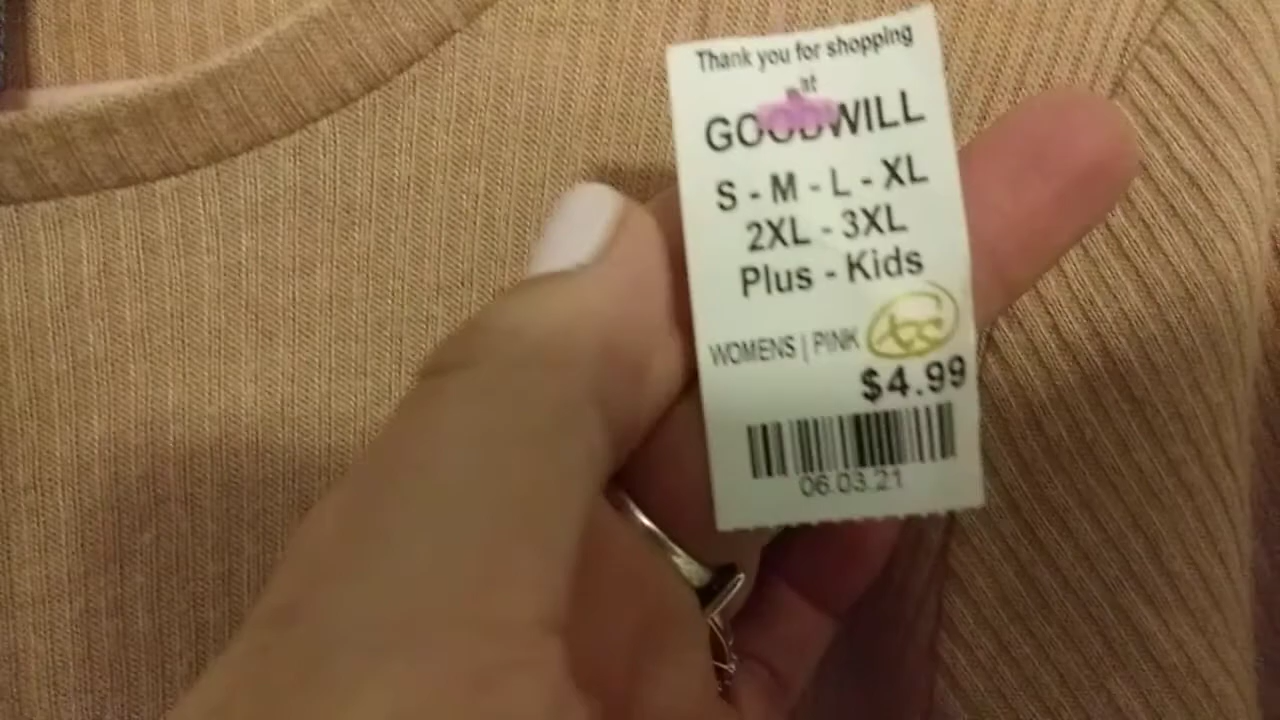 Thank you for shopping
at
GOODWILL
S - M - L - XL
2XL - 3XL
Plus - Kids
WOMENS | PINK
$4.99
06.03.21